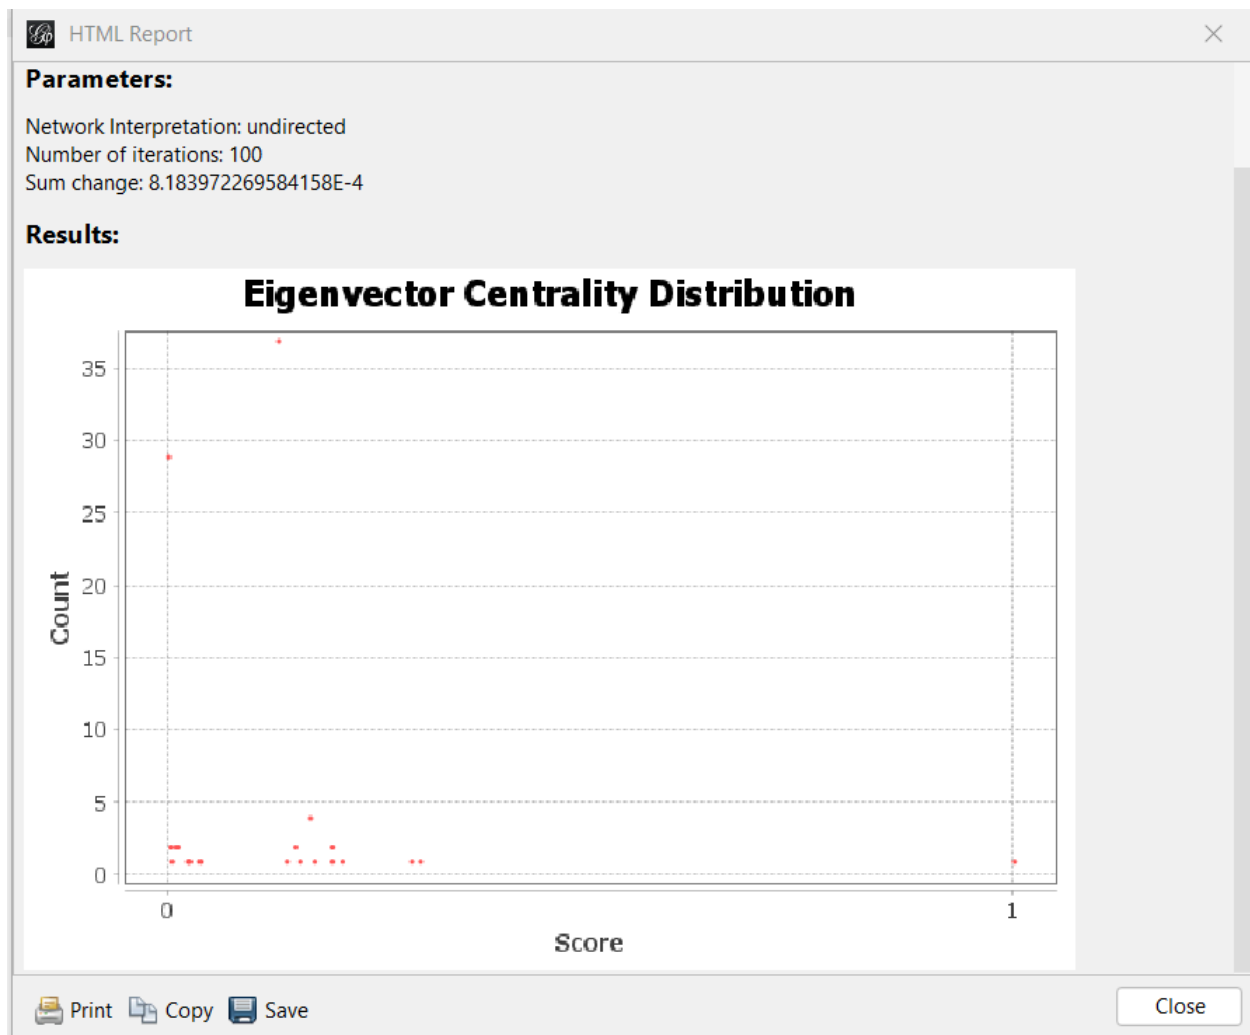 HTML Report
Parameters:
Network Interpretation: undirected
Number of iterations: 100
Sum change: 8.183972269584158E-4
Results:
Eigenvector Centrality Distribution
35
30
25
20
15
10
5
0
Count
0 1
Score
Print Copy Save Close